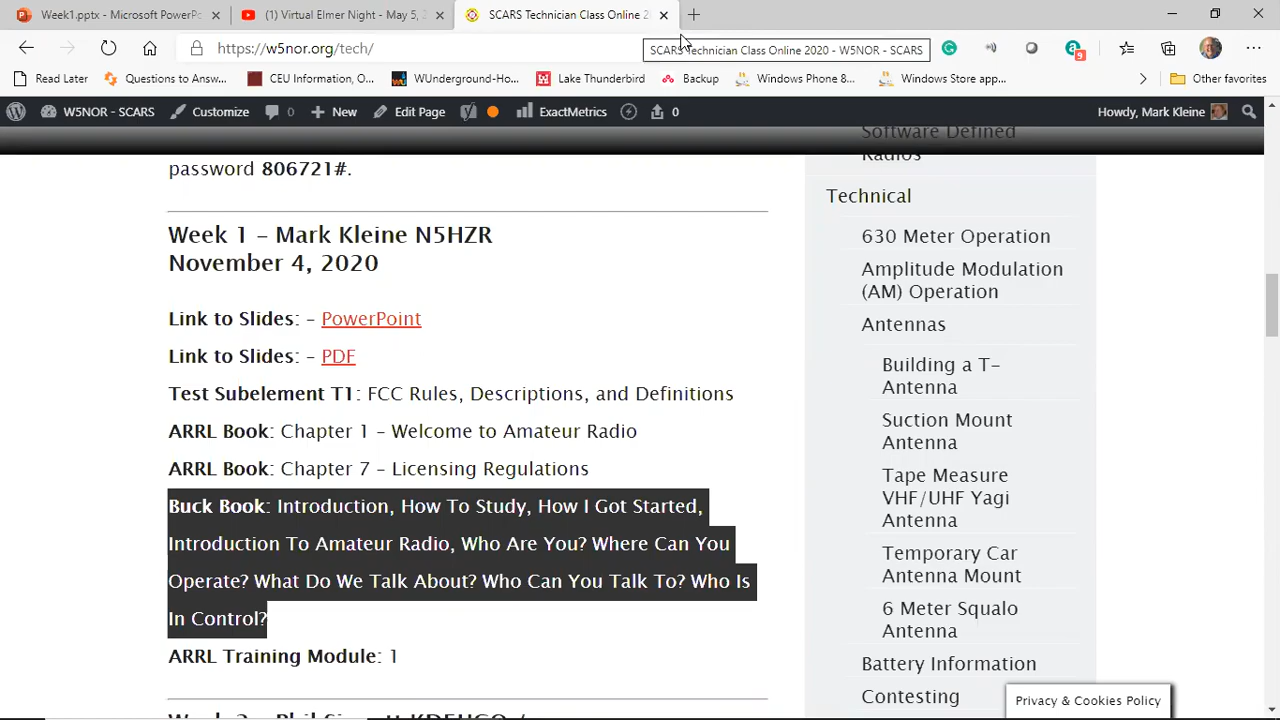 Week1.pptx - Microsoft PowerPo
(1) Virtual Elmer Night - May 5, 2
SCARS Technician Class Online 2
https://w5nor.org/tech/
SCARS Technician Class Online 2020 - W5NOR - SCARS
9
Read Later
Questions to Answ...
CEU Information, O...
WUnderground-Ho...
Lake Thunderbird
Backup
Windows Phone 8...
Windows Store app...
Other favorites
W5NOR - SCARS
Customize
0
New
Edit Page
ExactMetrics
0
Howdy, Mark Kleine
password 806721#.
Week 1 – Mark Kleine N5HZR
November 4, 2020
Link to Slides: – PowerPoint
Link to Slides: – PDF
Test Subelement T1: FCC Rules, Descriptions, and Definitions
ARRL Book: Chapter 1 – Welcome to Amateur Radio
ARRL Book: Chapter 7 – Licensing Regulations
Buck Book: Introduction, How To Study, How I Got Started,
Introduction To Amateur Radio, Who Are You? Where Can You
Operate? What Do We Talk About? Who Can You Talk To? Who Is
In Control?
ARRL Training Module: 1
Software Defined
Radios
Technical
630 Meter Operation
Amplitude Modulation
(AM) Operation
Antennas
Building a T-
Antenna
Suction Mount
Antenna
Tape Measure
VHF/UHF Yagi
Antenna
Temporary Car
Antenna Mount
6 Meter Squalo
Antenna
Battery Information
Contesting
Privacy & Cookies Policy